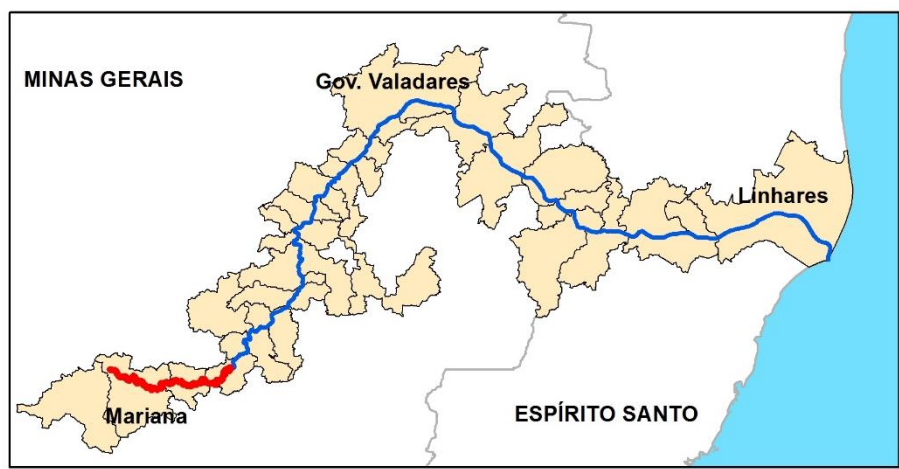 MINAS GERAIS
Gov. Valadares
Linhares
Mariana
ESPÍRITO SANTO